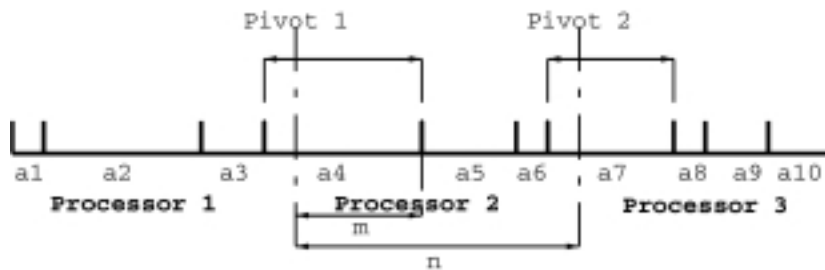 Pivot 1 Pivot 2
a1 a2 a3 a4 a5 a6 a7 a8 a9 a10
Processor 1 Processor 2 Processor 3
m
n